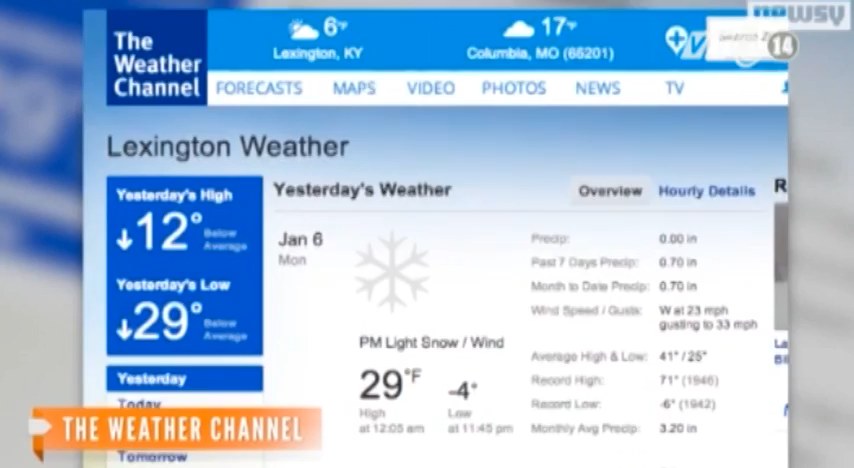 newsy
The Weather Channel
6°F
Lexington, KY
17°F
Columbia, MO (65201)
14
FORECASTS MAPS VIDEO PHOTOS NEWS TV
Lexington Weather
Yesterday's High
12° Below Average
Yesterday's Low
29° Below Average
Yesterday
Today
Tomorrow
Yesterday's Weather
Overview Hourly Details
Jan 6
Mon
PM Light Snow / Wind
29°F
High
at 12:05 am
-4°
Low
at 11:45 pm
Precip: 0.00 in
Past 7 Days Precip: 0.70 in
Month to Date Precip: 0.70 in
Wind Speed / Gusts: W at 23 mph
gusting to 33 mph
Average High & Low: 41° / 25°
Record High: 71° (1946)
Record Low: -6° (1942)
Monthly Avg Precip: 3.20 in
R
La
THE WEATHER CHANNEL